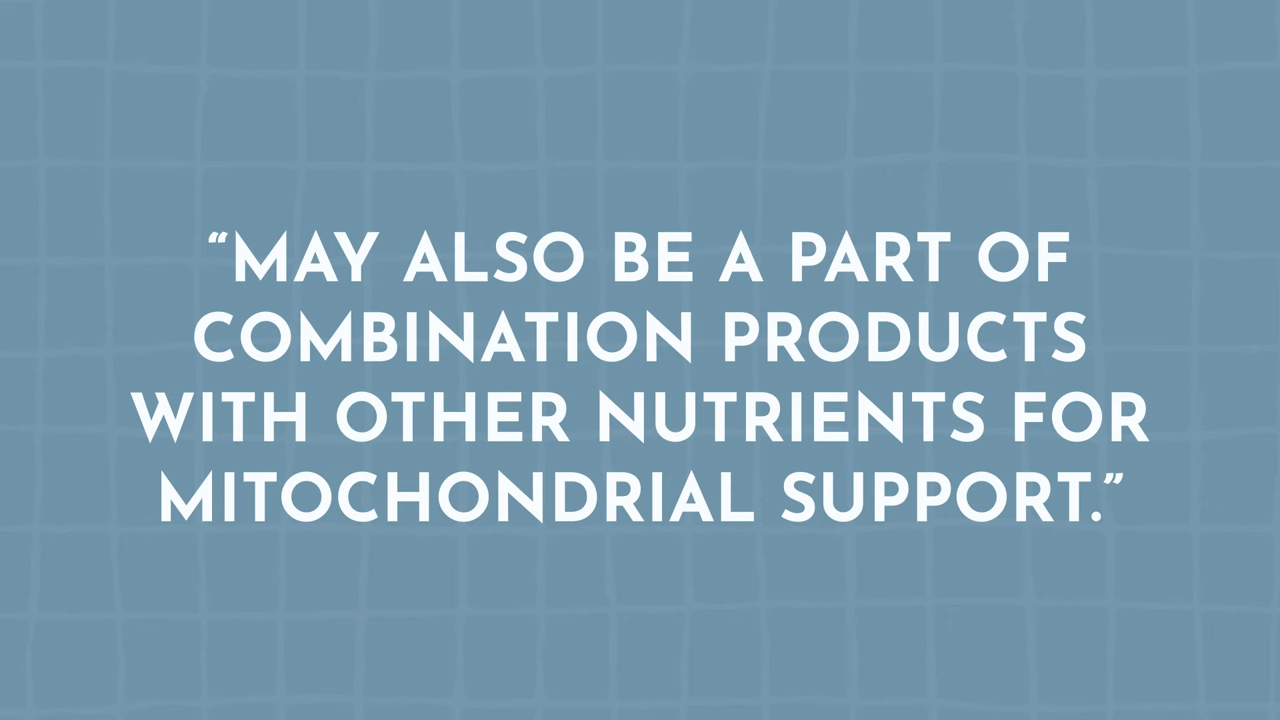 “MAY ALSO BE A PART OF
COMBINATION PRODUCTS
WITH OTHER NUTRIENTS FOR
MITOCHONDRIAL SUPPORT.”